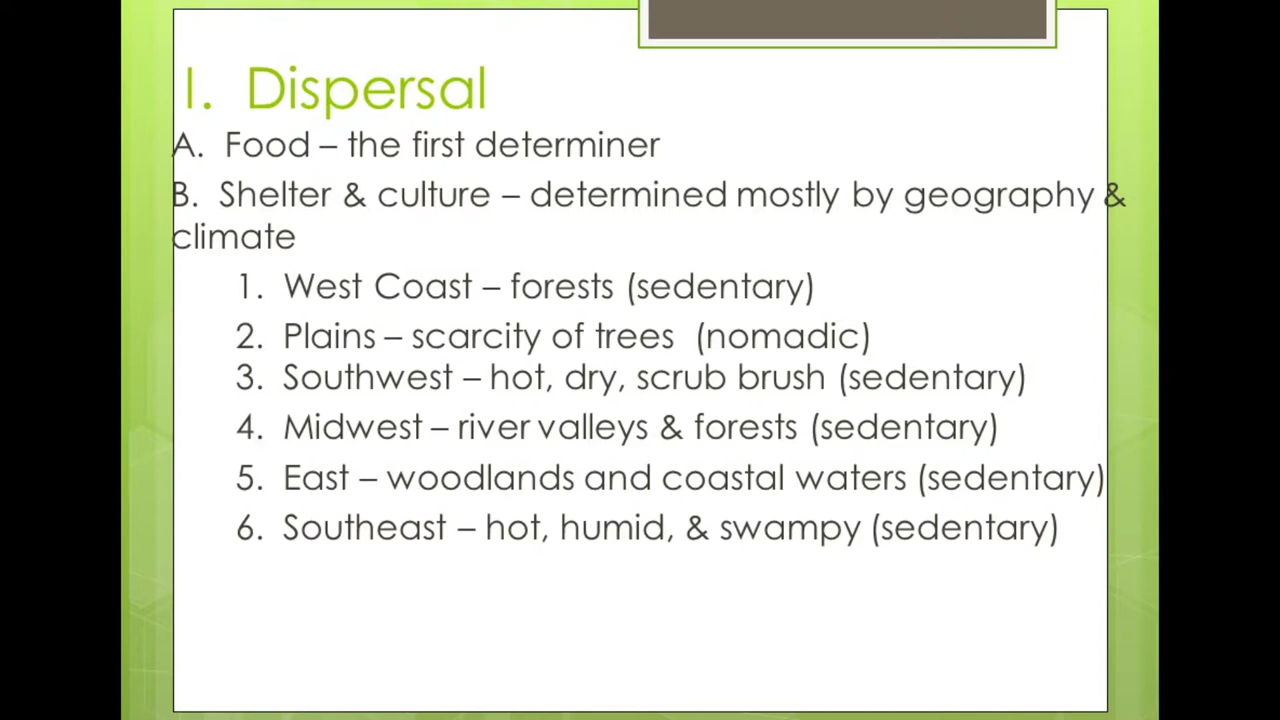 I. Dispersal
A. Food – the first determiner
B. Shelter & culture – determined mostly by geography &
climate
1. West Coast – forests (sedentary)
2. Plains – scarcity of trees (nomadic)
3. Southwest – hot, dry, scrub brush (sedentary)
4. Midwest – river valleys & forests (sedentary)
5. East – woodlands and coastal waters (sedentary)
6. Southeast – hot, humid, & swampy (sedentary)